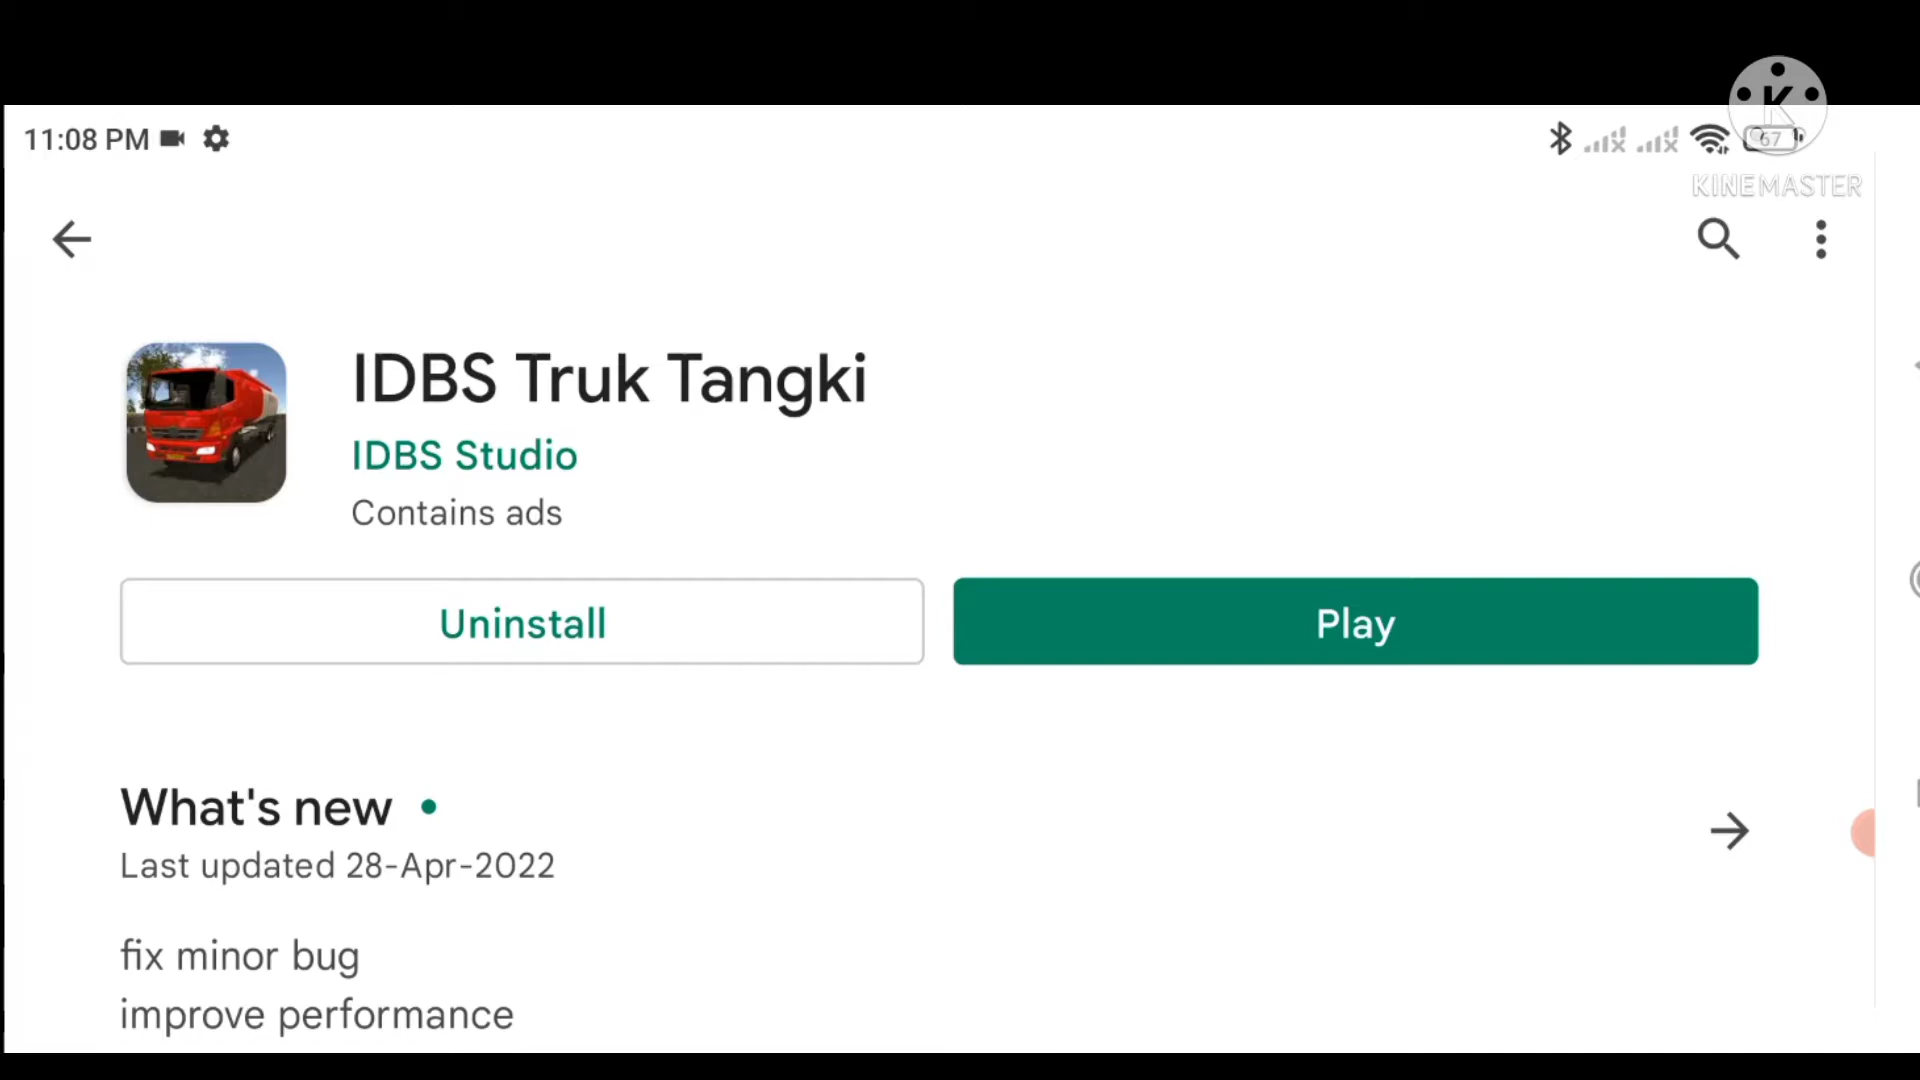 11:08 PM
67
K
KINEMASTER
IDBS Truk Tangki
IDBS Studio
Contains ads
Uninstall
Play
What's new
Last updated 28-Apr-2022
fix minor bug
improve performance